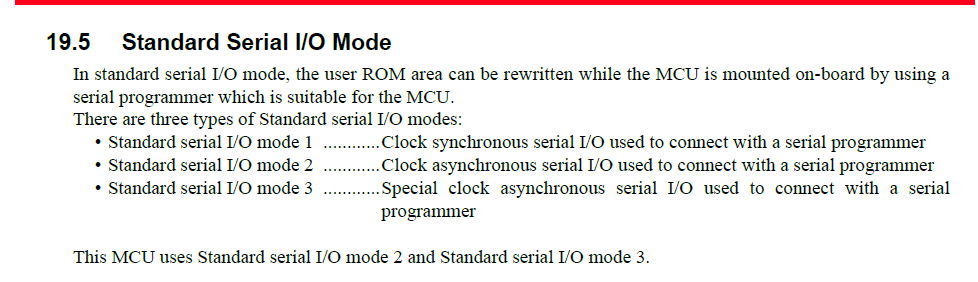 19.5 Standard Serial I/O Mode
In standard serial I/O mode, the user ROM area can be rewritten while the MCU is mounted on-board by using a
serial programmer which is suitable for the MCU.
There are three types of Standard serial I/O modes:
• Standard serial I/O mode 1 ............Clock synchronous serial I/O used to connect with a serial programmer
• Standard serial I/O mode 2 ............Clock asynchronous serial I/O used to connect with a serial programmer
• Standard serial I/O mode 3 ............Special clock asynchronous serial I/O used to connect with a serial
programmer
This MCU uses Standard serial I/O mode 2 and Standard serial I/O mode 3.